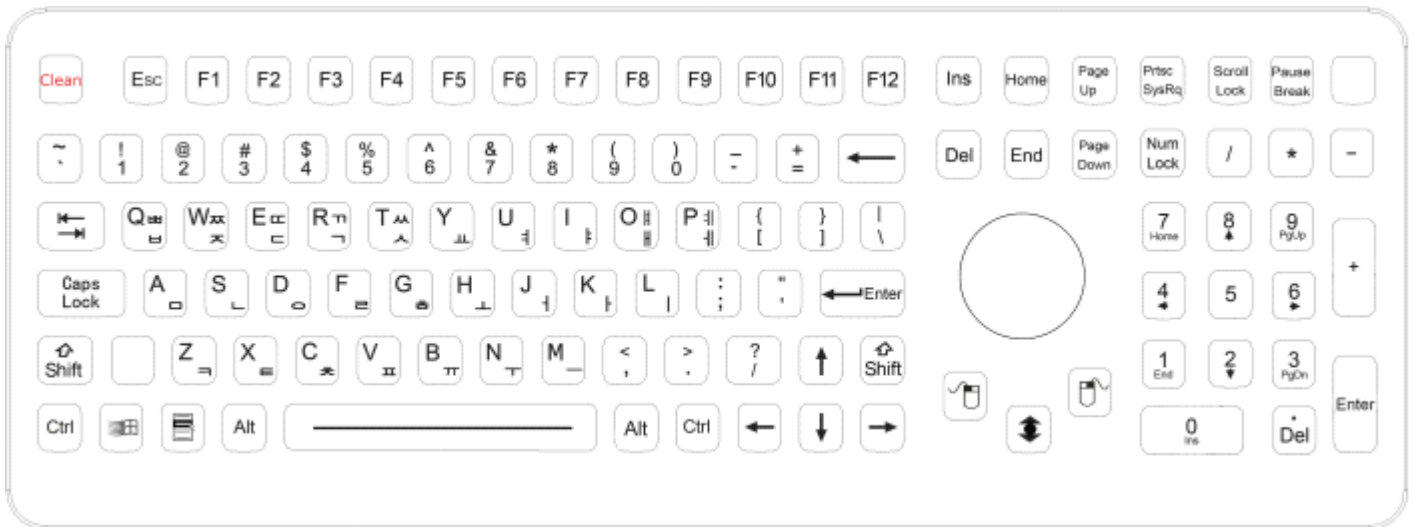 Clean Esc F1 F2 F3 F4 F5 F6 F7 F8 F9 F10 F11 F12 Ins Home Page Up Prtsc SysRq Scroll Lock Pause Break
~ ` ! 1 @ 2 # 3 $ 4 % 5 ^ 6 & 7 * 8 ( 9 ) 0 _ - + = ← Del End Page Down Num Lock / * -
Q ㅃ ㅂ W ㅉ ㅈ E ㄸ ㄷ R ㄲ ㄱ T ㅆ ㅅ Y ㅛ U ㅕ I ㅑ O ㅒ ㅐ P ㅖ ㅔ { [ } ] | \ 7 Home 8 9 PgUp
Caps Lock A ㅁ S ㄴ D ㅇ F ㄹ G ㅎ H ㅗ J ㅓ K ㅏ L ㅣ : ; " ' Enter 4 5 6 +
Shift Z ㅋ X ㅌ C ㅊ V ㅍ B ㅠ N ㅜ M ㅡ < , > . ? / ↑ Shift 1 End 2 3 PgDn
Ctrl Alt Alt Ctrl ← ↓ → 0 Ins . Del Enter